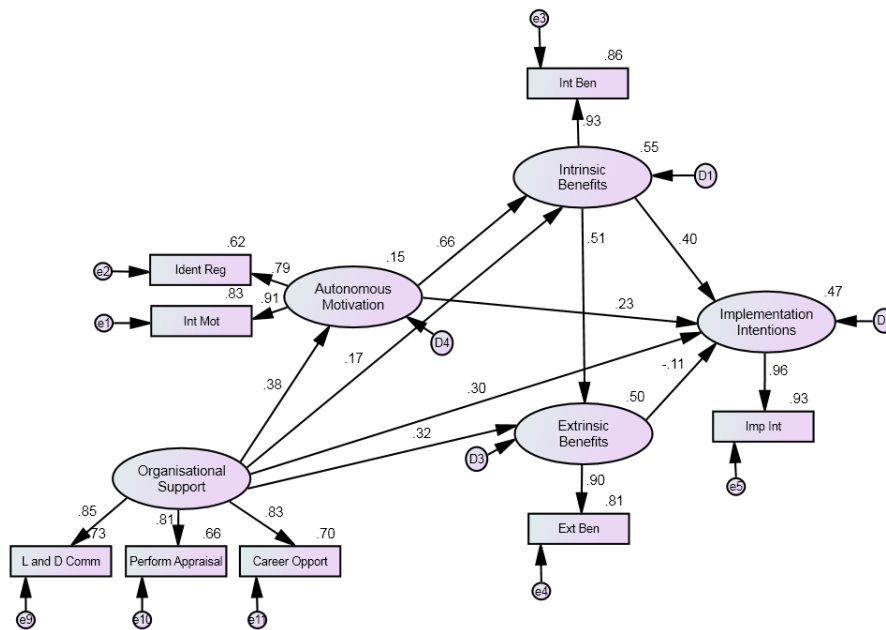 e3
.86
Int Ben
.93
.55
Intrinsic
Benefits
D1
.62
.15
.66
.51
.40
e2
Ident Reg
.79
.83
.91
Autonomous
Motivation
.23
.47
Implementation
Intentions
D
e1
Int Mot
D4
.17
.38
.30
-.11
.96
.50
.93
Imp Int
.32
Extrinsic
Benefits
D3
e5
Organisational
Support
.90
.81
.85
.73
.81
.66
.83
.70
Ext Ben
L and D Comm
Perform Appraisal
Career Opport
e4
e9
e10
e11